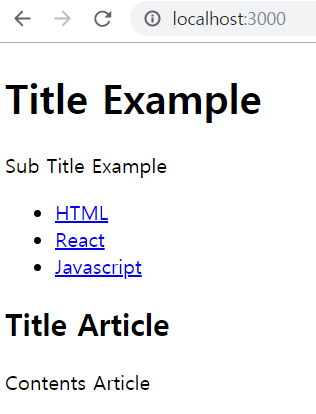 localhost:3000
Title Example
Sub Title Example
HTML
React
Javascript
Title Article
Contents Article